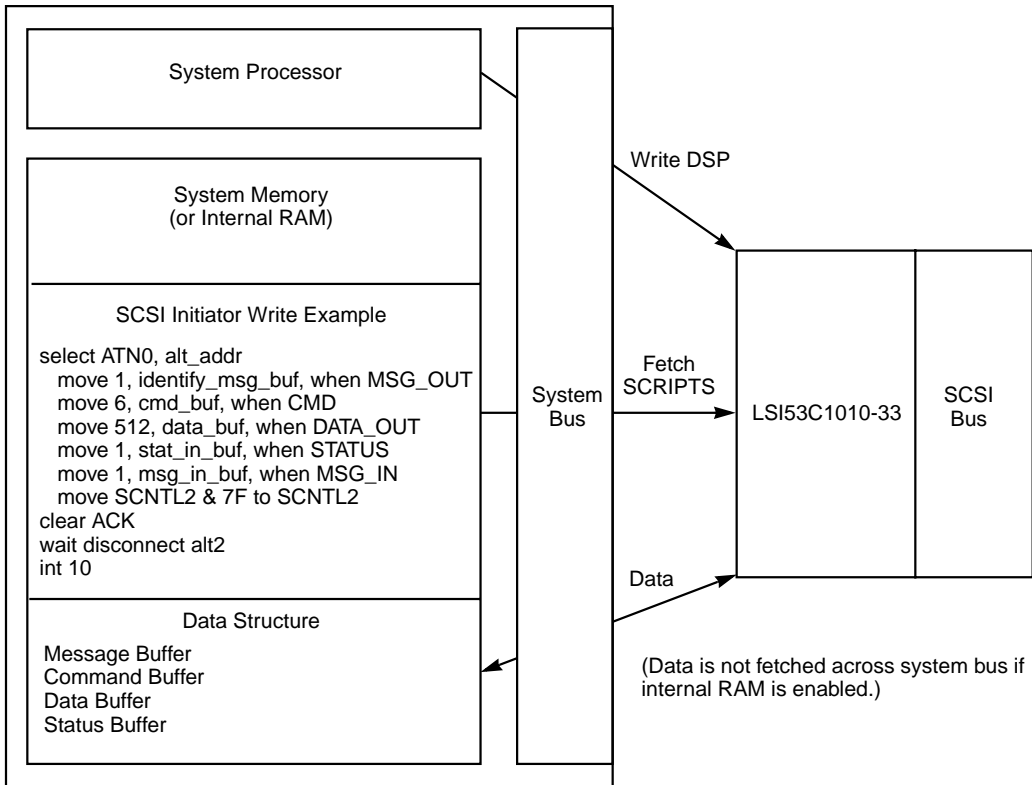 System Processor
System Memory
(or Internal RAM)
SCSI Initiator Write Example
select ATN0, alt_addr
move 1, identify_msg_buf, when MSG_OUT
move 6, cmd_buf, when CMD
move 512, data_buf, when DATA_OUT
move 1, stat_in_buf, when STATUS
move 1, msg_in_buf, when MSG_IN
move SCNTL2 & 7F to SCNTL2
clear ACK
wait disconnect alt2
int 10
Data Structure
Message Buffer
Command Buffer
Data Buffer
Status Buffer
System
Bus
Write DSP
Fetch
SCRIPTS
Data
LSI53C1010-33
SCSI
Bus
(Data is not fetched across system bus if
internal RAM is enabled.)